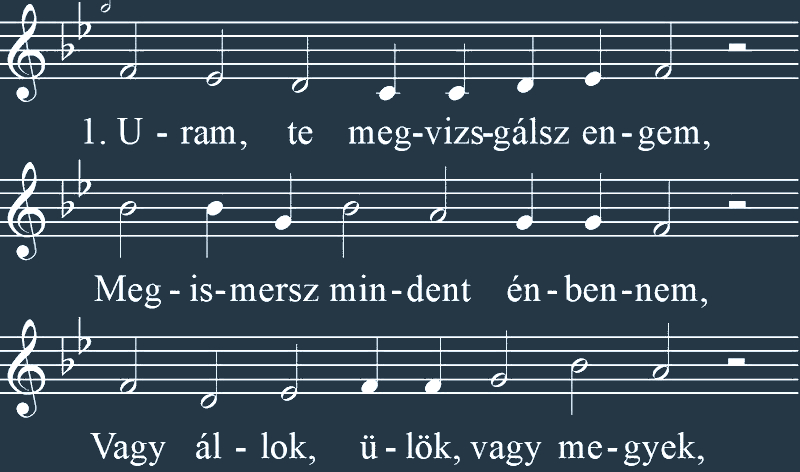 1. U - ram, te meg-vizs-gálsz en - gem,
Meg - is-mersz min-dent én-ben-nem,
Vagy ál - lok, ü - lök, vagy me-gyek,